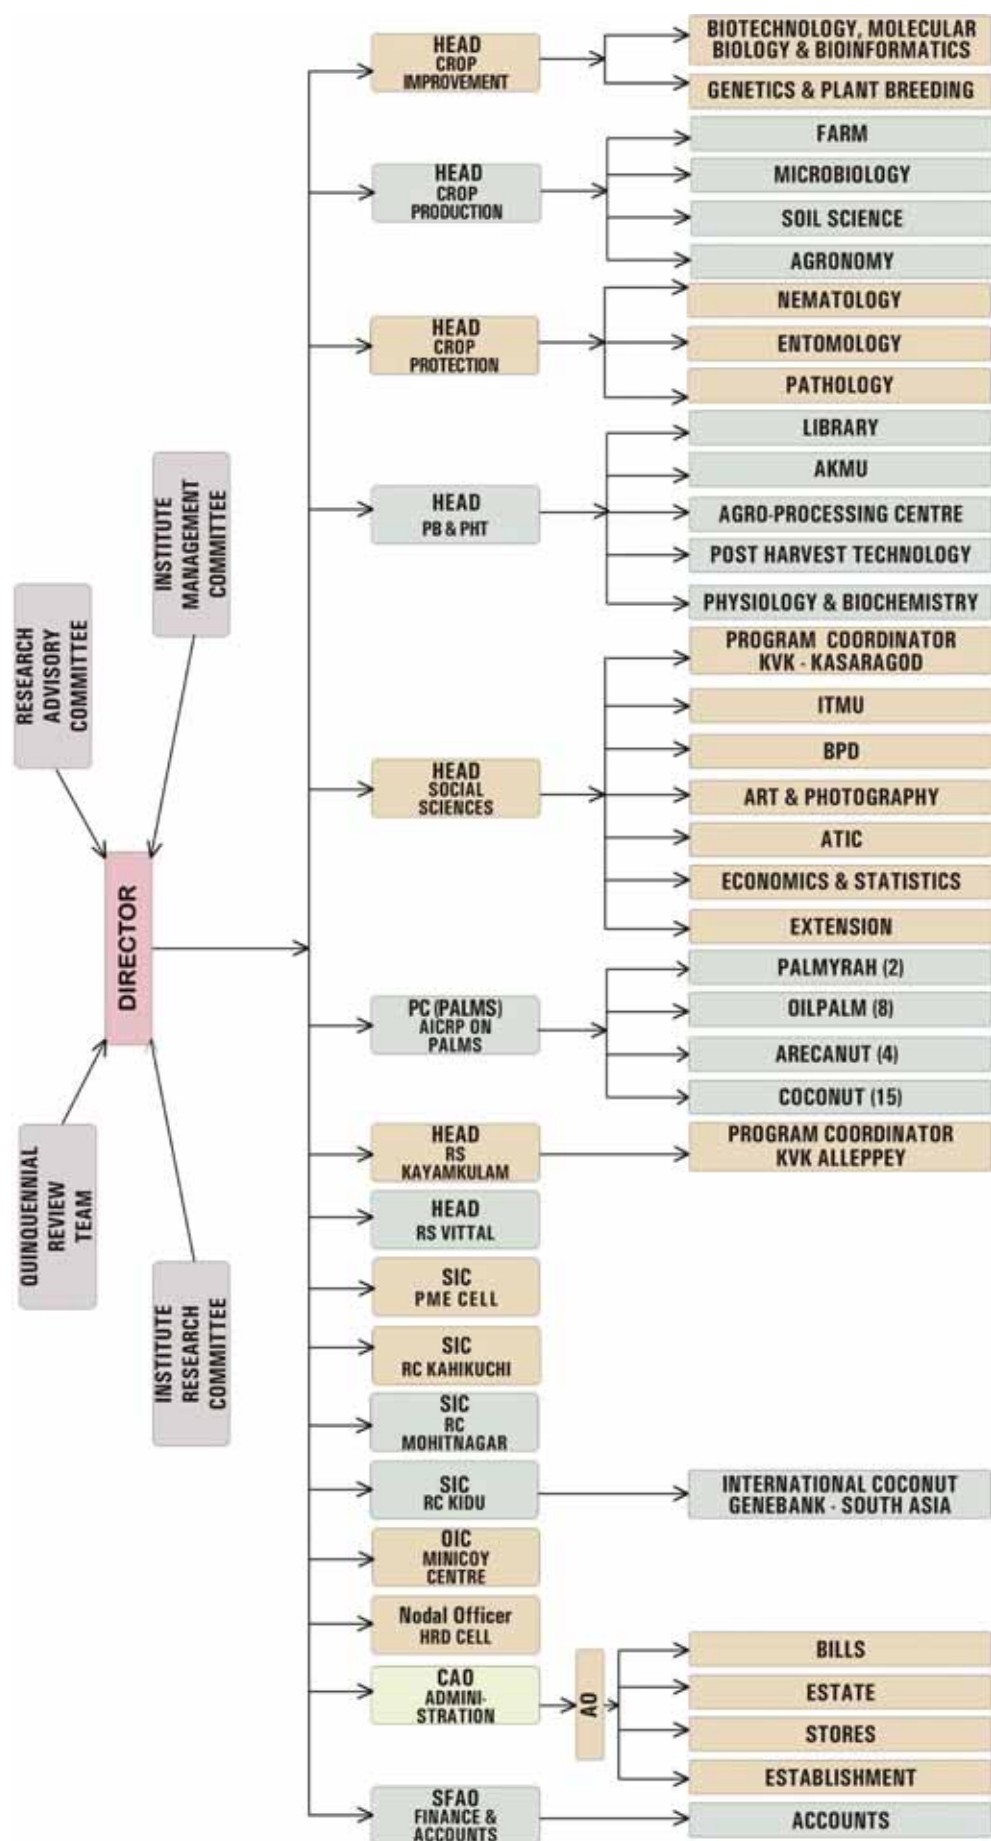 RESEARCH
ADVISORY
COMMITTEE
INSTITUTE
MANAGEMENT
COMMITTEE
DIRECTOR
QUINQUENNIAL
REVIEW
TEAM
INSTITUTE
RESEARCH
COMMITTEE
HEAD
CROP
IMPROVEMENT
BIOTECHNOLOGY, MOLECULAR
BIOLOGY & BIOINFORMATICS
GENETICS & PLANT BREEDING
HEAD
CROP
PRODUCTION
FARM
MICROBIOLOGY
SOIL SCIENCE
AGRONOMY
HEAD
CROP
PROTECTION
NEMATOLOGY
ENTOMOLOGY
PATHOLOGY
HEAD
PB & PHT
LIBRARY
AKMU
AGRO-PROCESSING CENTRE
POST HARVEST TECHNOLOGY
PHYSIOLOGY & BIOCHEMISTRY
HEAD
SOCIAL
SCIENCES
PROGRAM COORDINATOR
KVK - KASARAGOD
ITMU
BPD
ART & PHOTOGRAPHY
ATIC
ECONOMICS & STATISTICS
EXTENSION
PC (PALMS)
AICRP ON
PALMS
PALMYRAH (2)
OILPALM (8)
ARECANUT (4)
COCONUT (15)
HEAD
RS
KAYAMKULAM
PROGRAM COORDINATOR
KVK ALLEPPEY
HEAD
RS VITTAL
SIC
PME CELL
SIC
RC KAHIKUCHI
SIC
RC
MOHITNAGAR
SIC
RC KIDU
INTERNATIONAL COCONUT
GENEBANK - SOUTH ASIA
OIC
MINICOY
CENTRE
Nodal Officer
HRD CELL
CAO
ADMINI-
STRATION
AO
BILLS
ESTATE
STORES
ESTABLISHMENT
SFAO
FINANCE &
ACCOUNTS
ACCOUNTS